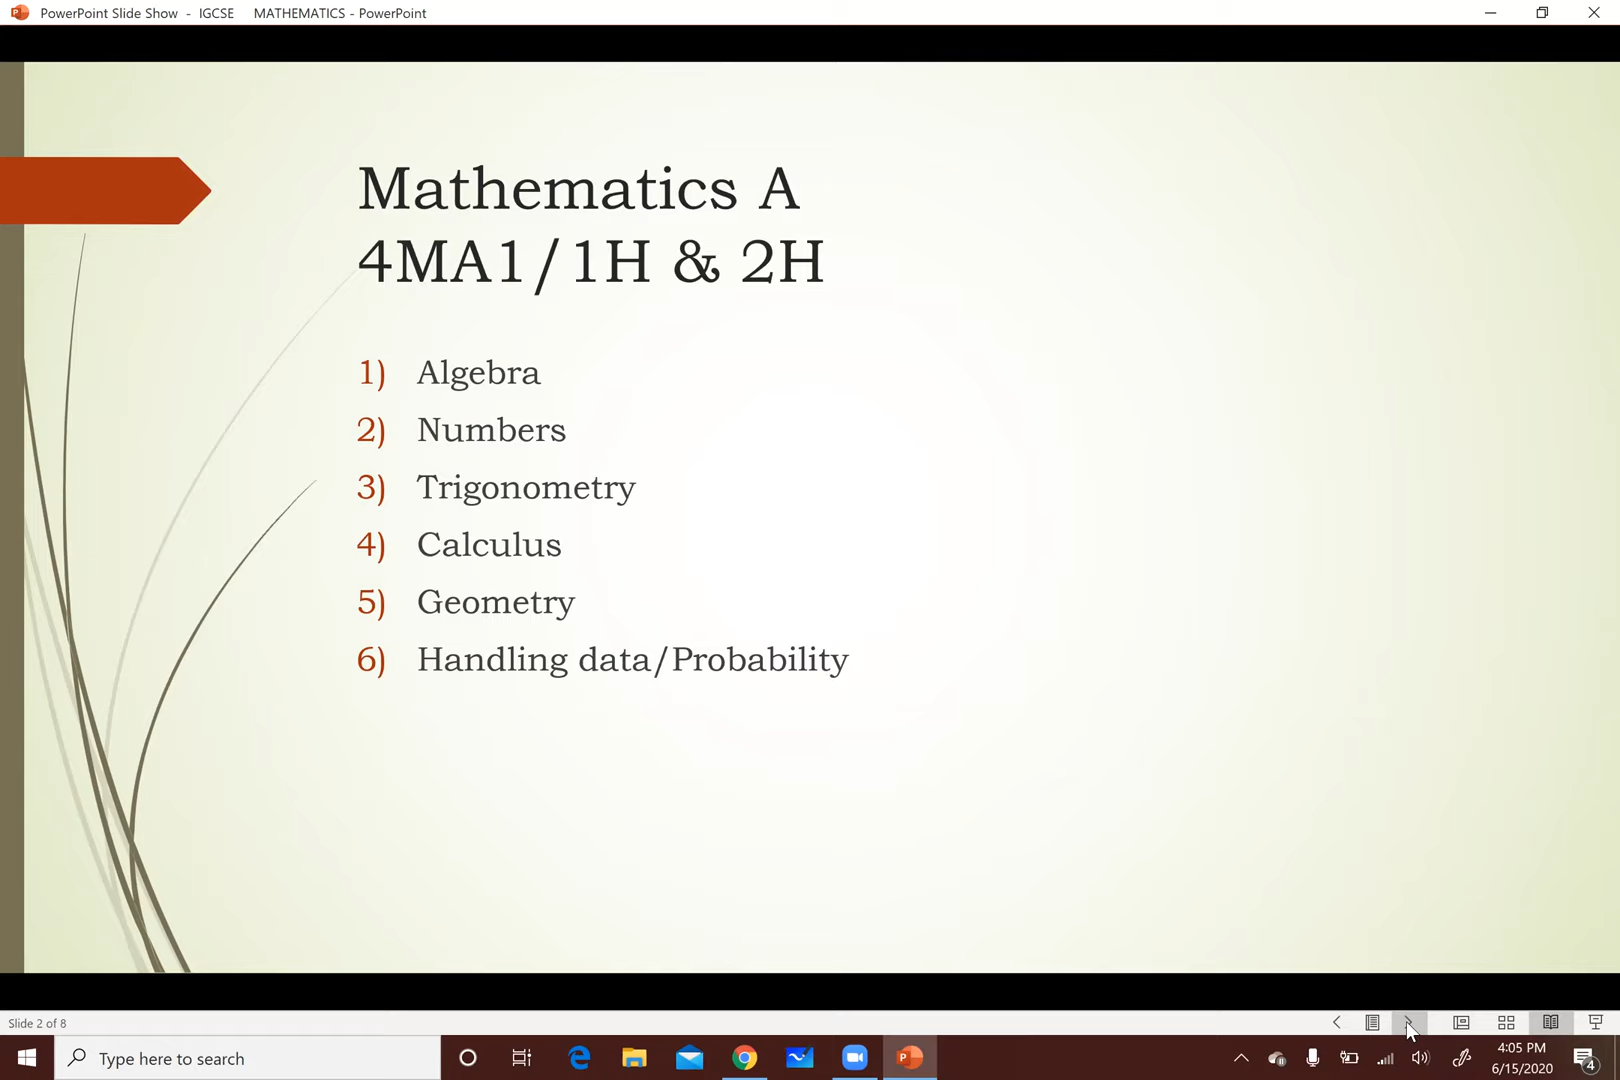 PowerPoint Slide Show - IGCSE MATHEMATICS - PowerPoint
Mathematics A
4MA1/1H & 2H
1) Algebra
2) Numbers
3) Trigonometry
4) Calculus
5) Geometry
6) Handling data/Probability
Slide 2 of 8
Type here to search
4:05 PM
6/15/2020
4